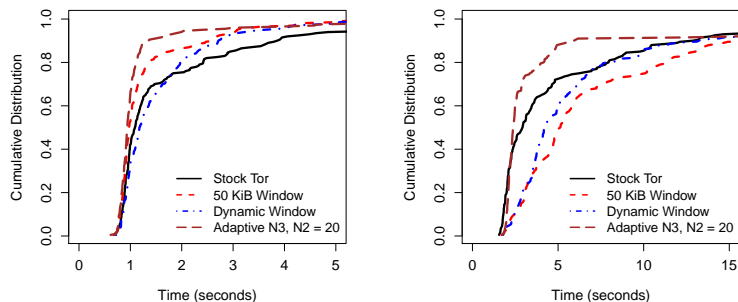 1.0
0.8
0.6
0.4
0.2
0.0
Cumulative Distribution
Stock Tor
50 KiB Window
Dynamic Window
Adaptive N3, N2 = 20
0 1 2 3 4 5
Time (seconds)
1.0
0.8
0.6
0.4
0.2
0.0
Cumulative Distribution
Stock Tor
50 KiB Window
Dynamic Window
Adaptive N3, N2 = 20
0 5 10 15
Time (seconds)